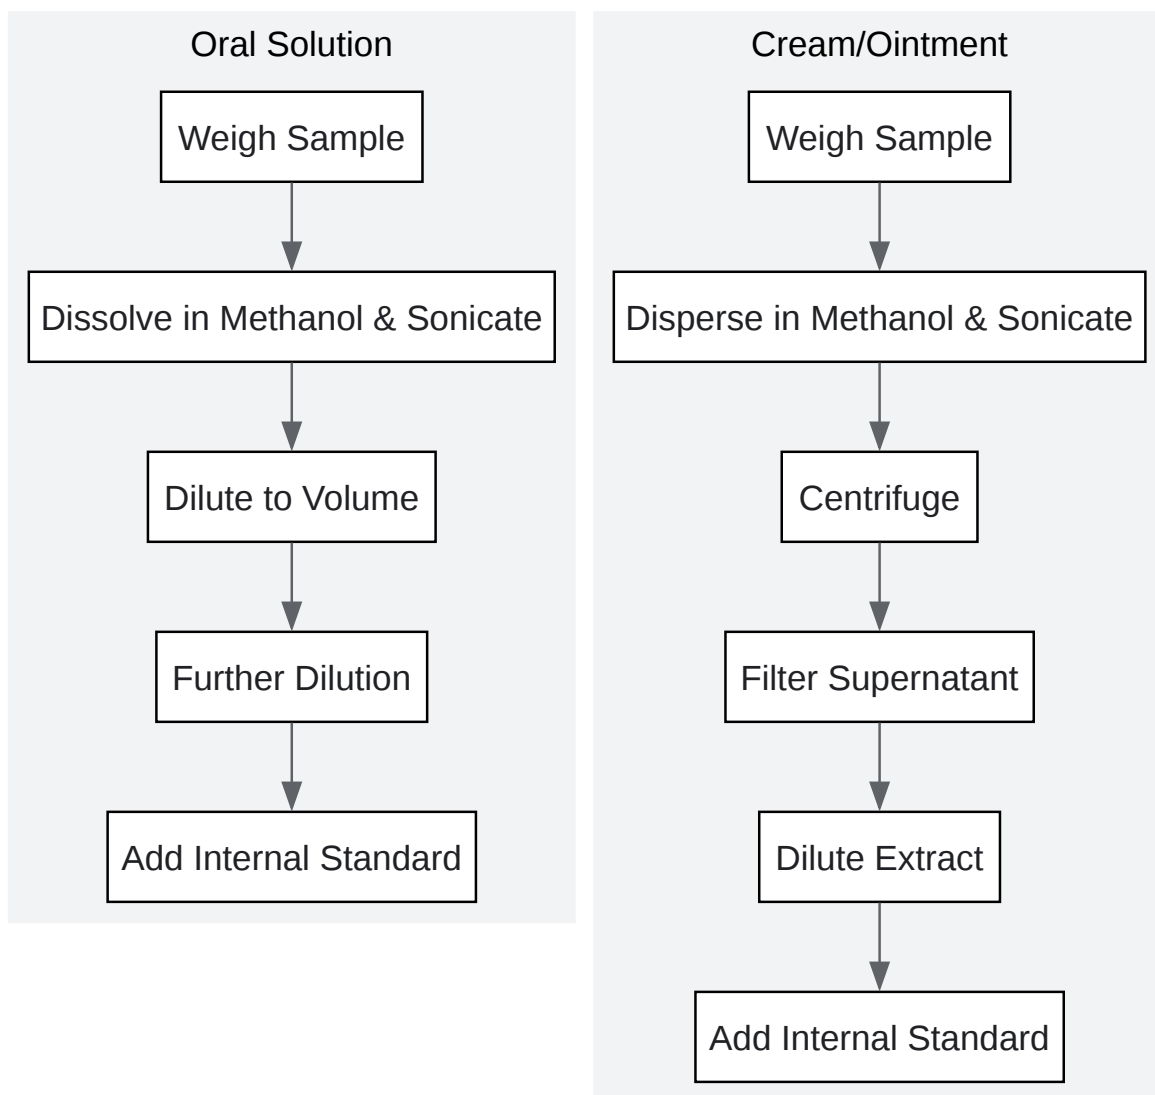 Oral Solution
Weigh Sample
Dissolve in Methanol & Sonicate
Dilute to Volume
Further Dilution
Add Internal Standard
Cream/Ointment
Weigh Sample
Disperse in Methanol & Sonicate
Centrifuge
Filter Supernatant
Dilute Extract
Add Internal Standard